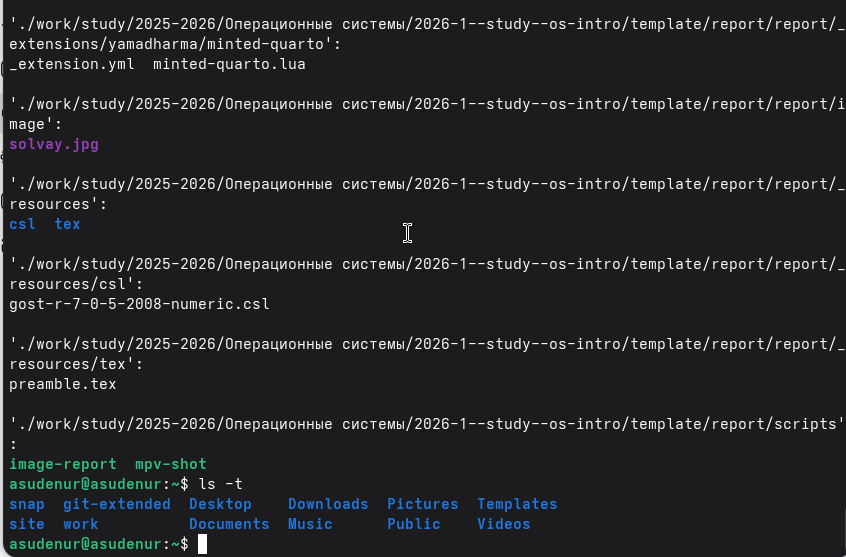 './work/study/2025-2026/Операционные системы/2026-1--study--os-intro/template/report/report/_
extensions/yamadharma/minted-quarto':
_extension.yml  minted-quarto.lua
'./work/study/2025-2026/Операционные системы/2026-1--study--os-intro/template/report/report/i
mage':
solvay.jpg
'./work/study/2025-2026/Операционные системы/2026-1--study--os-intro/template/report/report/_
resources':
csl  tex
'./work/study/2025-2026/Операционные системы/2026-1--study--os-intro/template/report/report/_
resources/csl':
gost-r-7-0-5-2008-numeric.csl
'./work/study/2025-2026/Операционные системы/2026-1--study--os-intro/template/report/report/_
resources/tex':
preamble.tex
'./work/study/2025-2026/Операционные системы/2026-1--study--os-intro/template/report/scripts'
:
image-report  mpv-shot
asudenur@asudenur:~$ ls -t
snap  git-extended  Desktop    Downloads  Pictures  Templates
site  work          Documents  Music      Public    Videos
asudenur@asudenur:~$